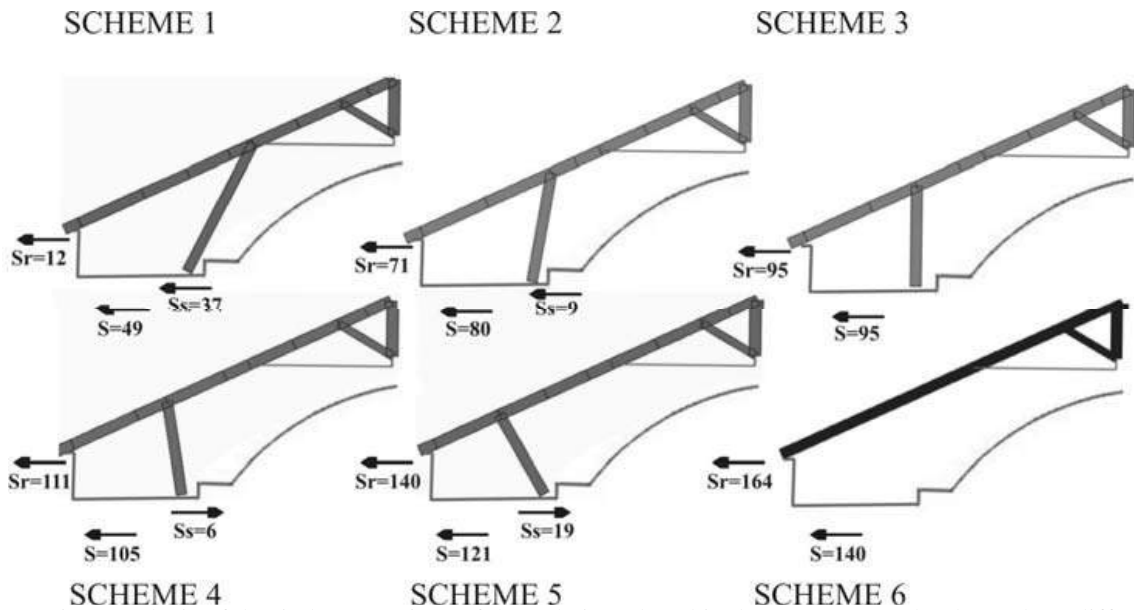 SCHEME 1
SCHEME 2
SCHEME 3
Sr=12
Ss=37
S=49
Sr=71
Ss=9
S=80
Sr=95
S=95
Sr=111
Ss=6
S=105
Sr=140
Ss=19
S=121
Sr=164
S=140
SCHEME 4
SCHEME 5
SCHEME 6